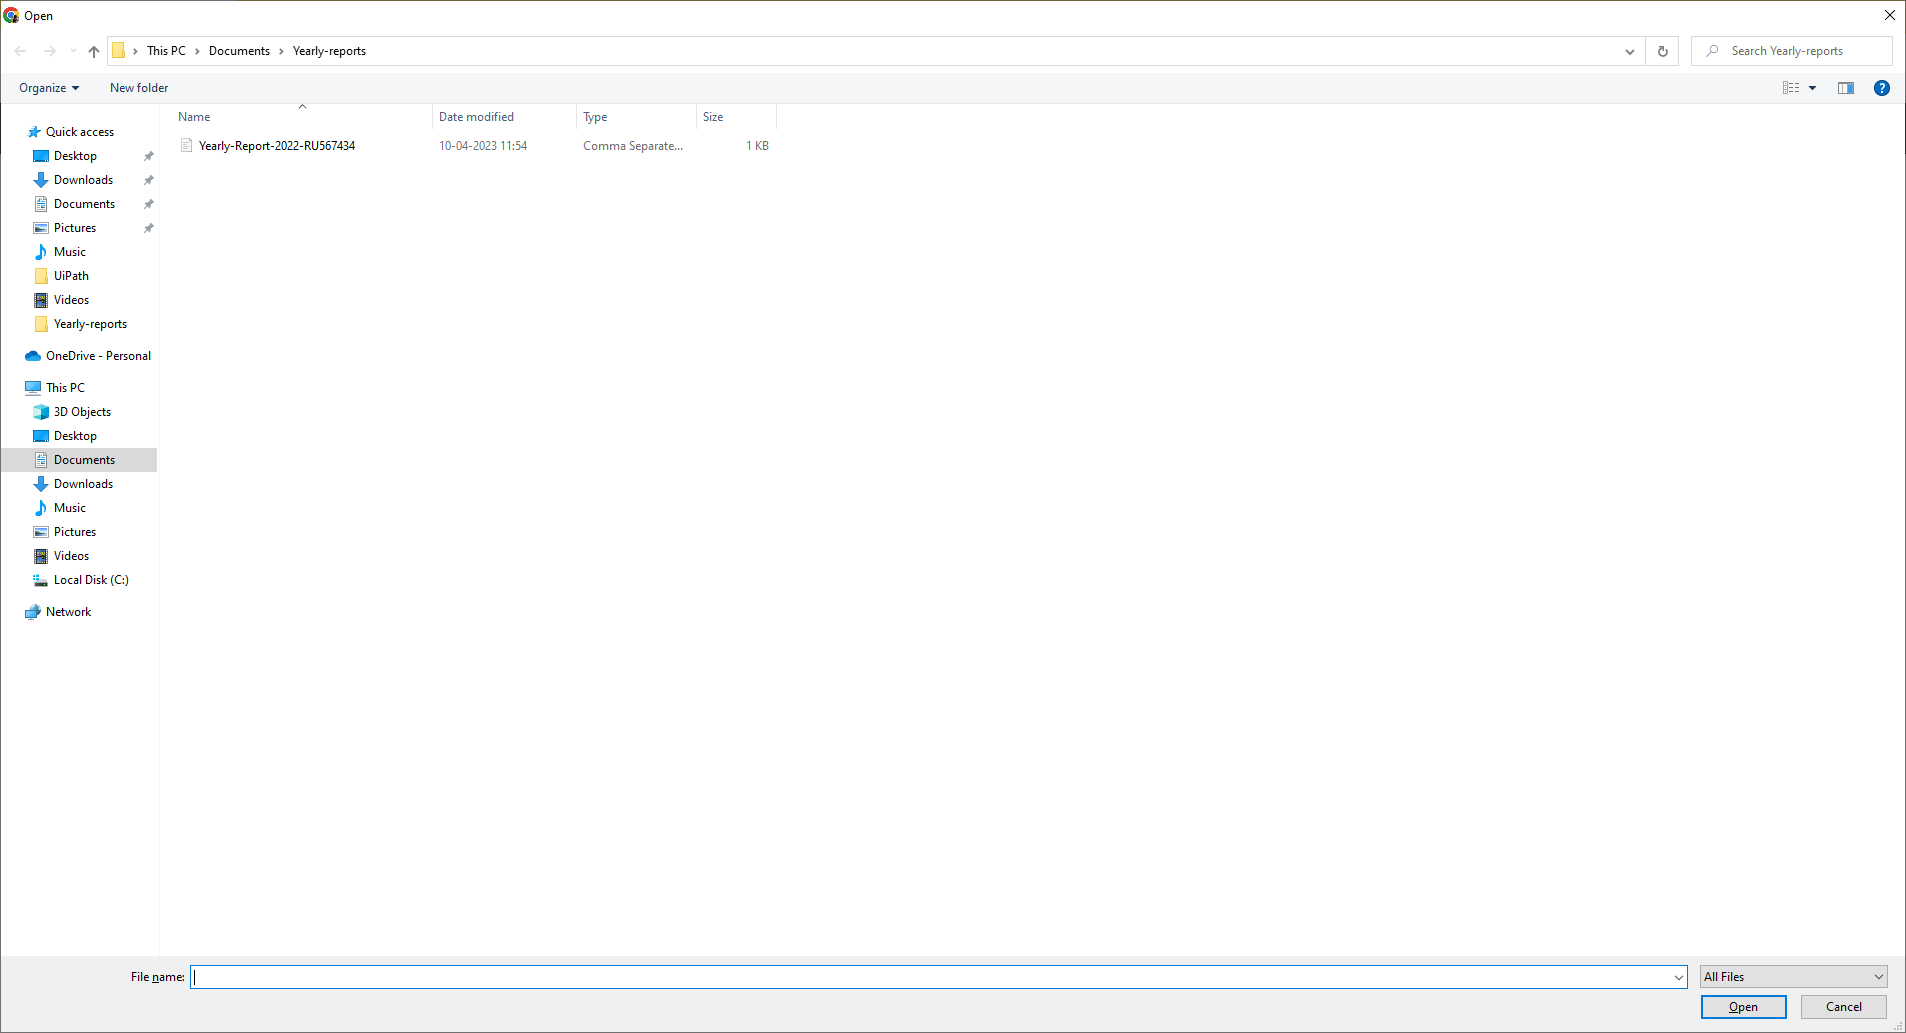 Open
This PC Documents Yearly-reports Search Yearly-reports
Organize New folder
Name Date modified Type Size
Yearly-Report-2022-RU567434 10-04-2023 11:54 Comma Separate... 1 KB
Quick access
Desktop
Downloads
Documents
Pictures
Music
UiPath
Videos
Yearly-reports
OneDrive - Personal
This PC
3D Objects
Desktop
Documents
Downloads
Music
Pictures
Videos
Local Disk (C:)
Network
File name: All Files
Open Cancel